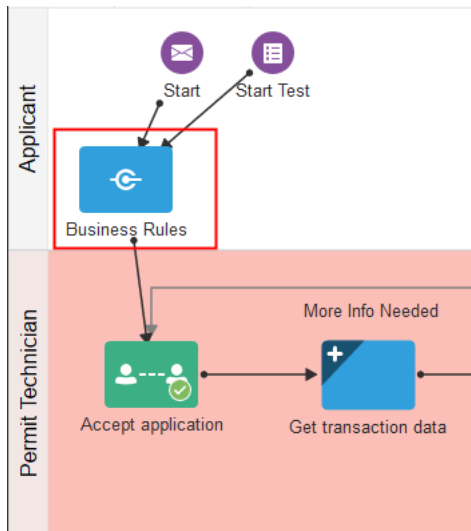 Applicant
Start
Start Test
Business Rules
Permit Technician
More Info Needed
Accept application
Get transaction data